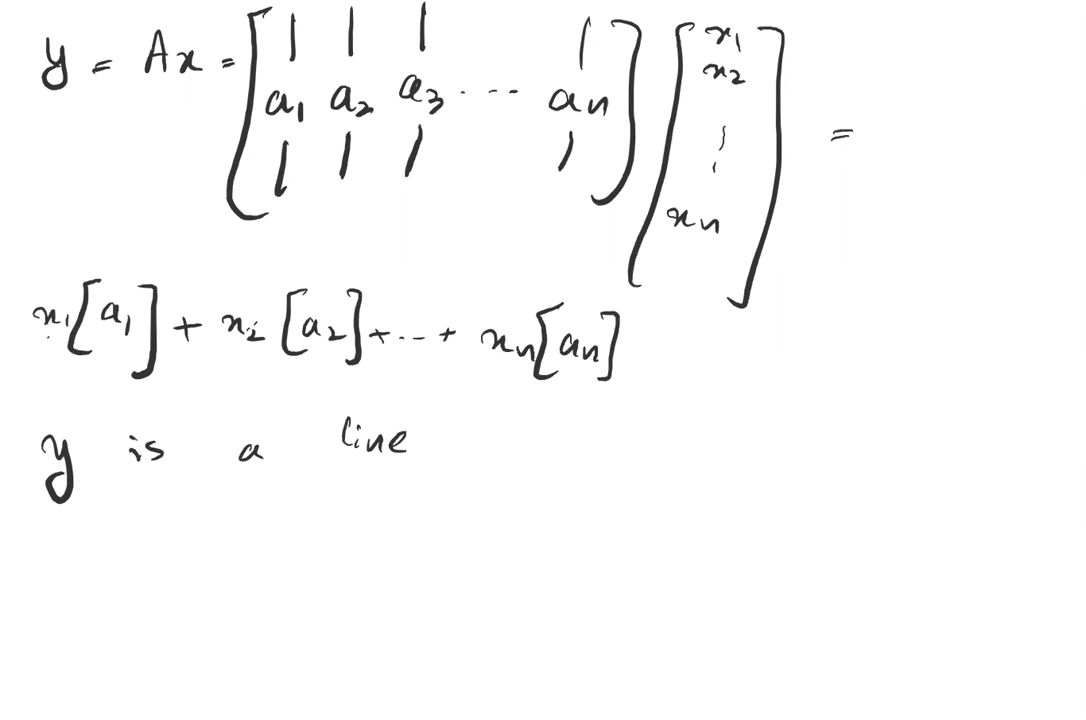 y = Ax = [a1 a2 a3 ... an] [x1 x2 ⋮ xn] =
x1[a1] + x2[a2] + ... + xn[an]
y is a line